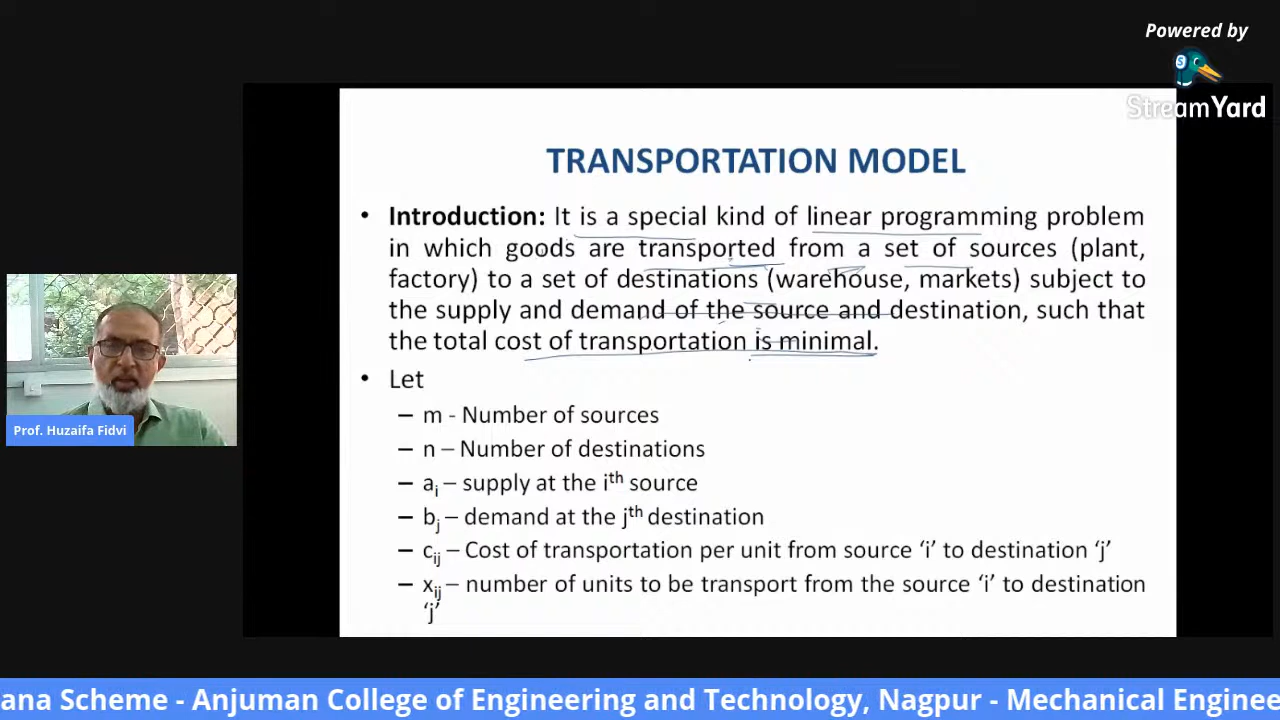 Powered by
StreamYard
TRANSPORTATION MODEL
• Introduction: It is a special kind of linear programming problem
in which goods are transported from a set of sources (plant,
factory) to a set of destinations (warehouse, markets) subject to
the supply and demand of the source and destination, such that
the total cost of transportation is minimal.
• Let
– m - Number of sources
– n – Number of destinations
– aᵢ – supply at the iᵗʰ source
– bⱼ – demand at the jᵗʰ destination
– cᵢⱼ – Cost of transportation per unit from source ‘i’ to destination ‘j’
– xᵢⱼ – number of units to be transport from the source ‘i’ to destination
‘j’
Prof. Huzaifa Fidvi
ana Scheme - Anjuman College of Engineering and Technology, Nagpur - Mechanical Enginee